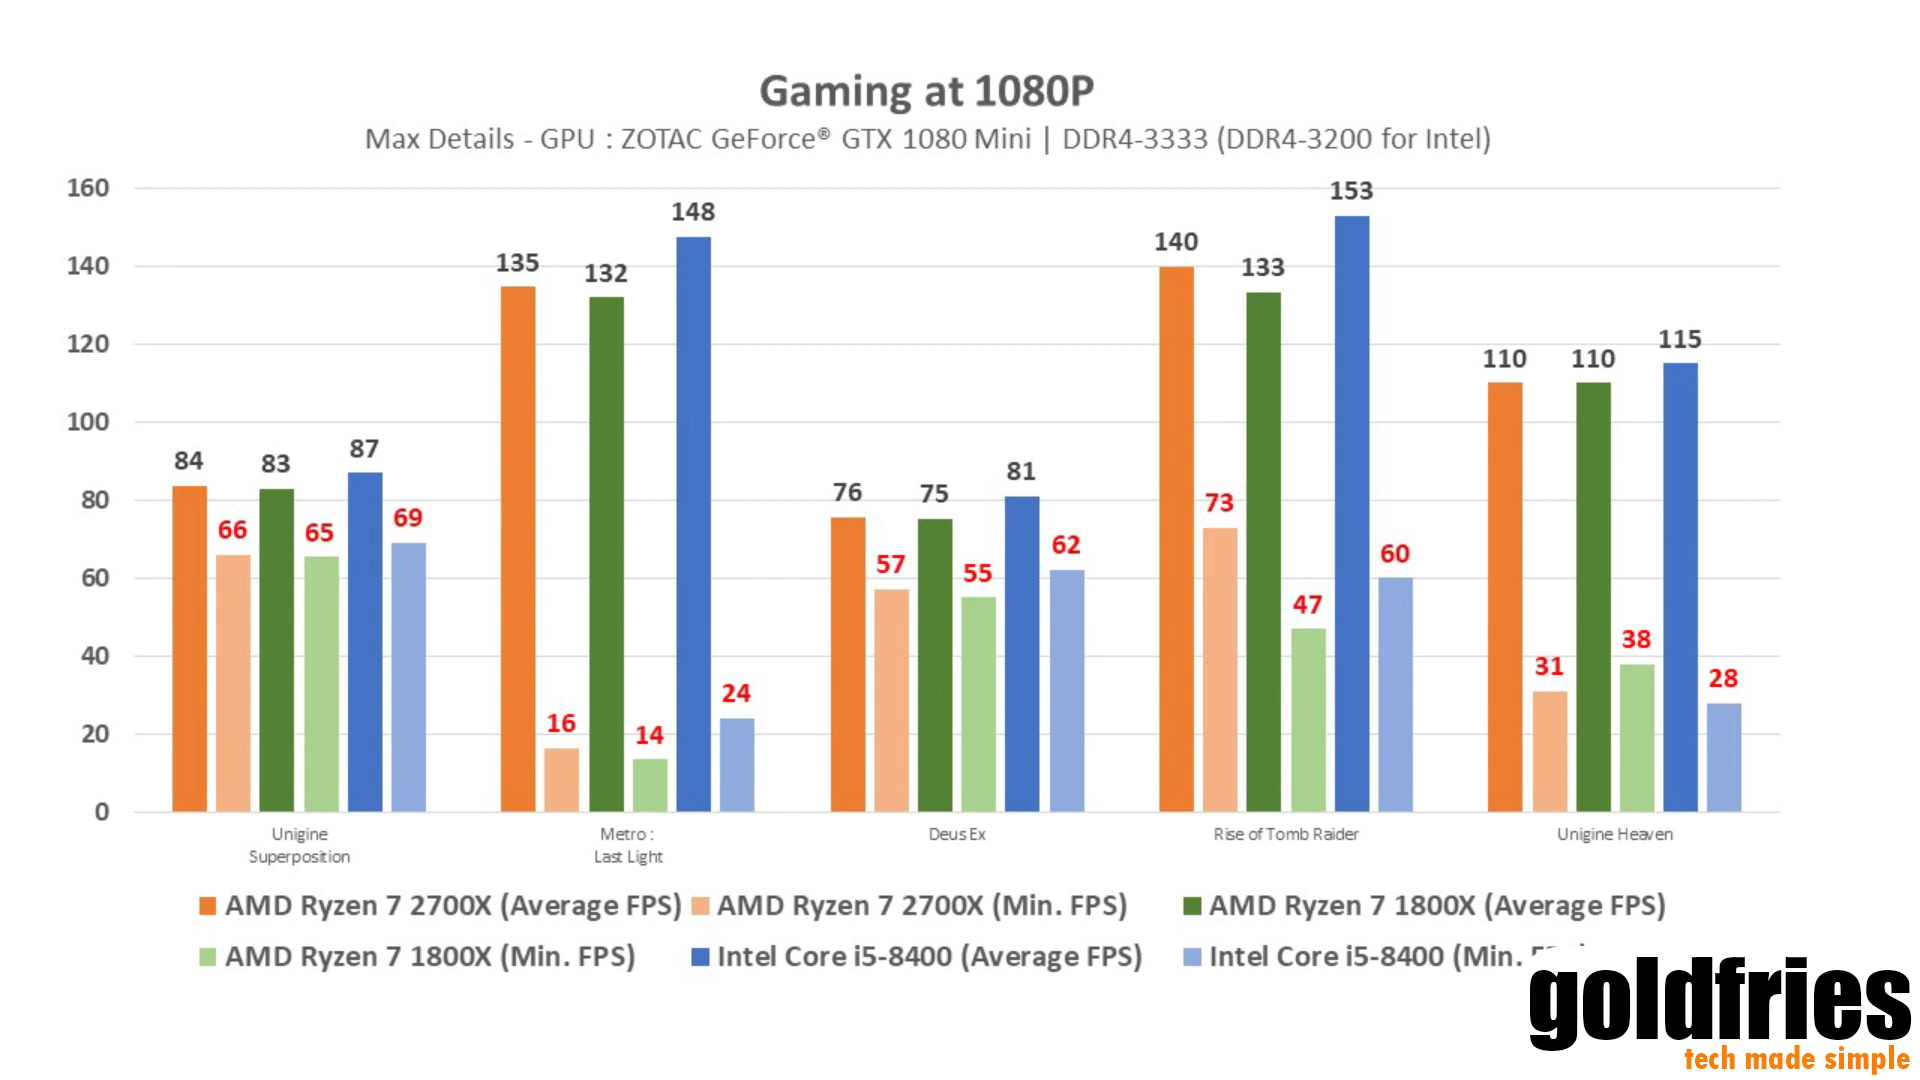 Gaming at 1080P
Max Details - GPU : ZOTAC GeForce® GTX 1080 Mini | DDR4-3333 (DDR4-3200 for Intel)
160
140
120
100
80
60
40
20
0
84
66
83
65
87
69
135
16
132
14
148
24
76
57
75
55
81
62
140
73
133
47
153
60
110
31
110
38
115
28
Unigine
Superposition
Metro :
Last Light
Deus Ex
Rise of Tomb Raider
Unigine Heaven
AMD Ryzen 7 2700X (Average FPS)
AMD Ryzen 7 2700X (Min. FPS)
AMD Ryzen 7 1800X (Average FPS)
AMD Ryzen 7 1800X (Min. FPS)
Intel Core i5-8400 (Average FPS)
Intel Core i5-8400 (Min.
goldfries
tech made simple